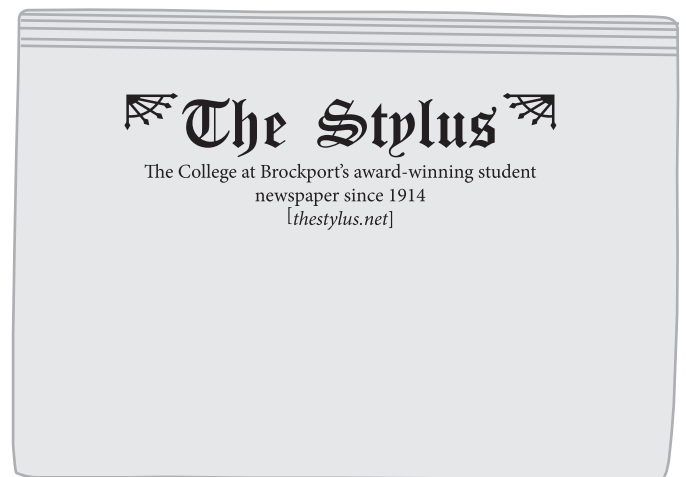 The Stylus
The College at Brockport's award-winning student
newspaper since 1914
[thestylus.net]